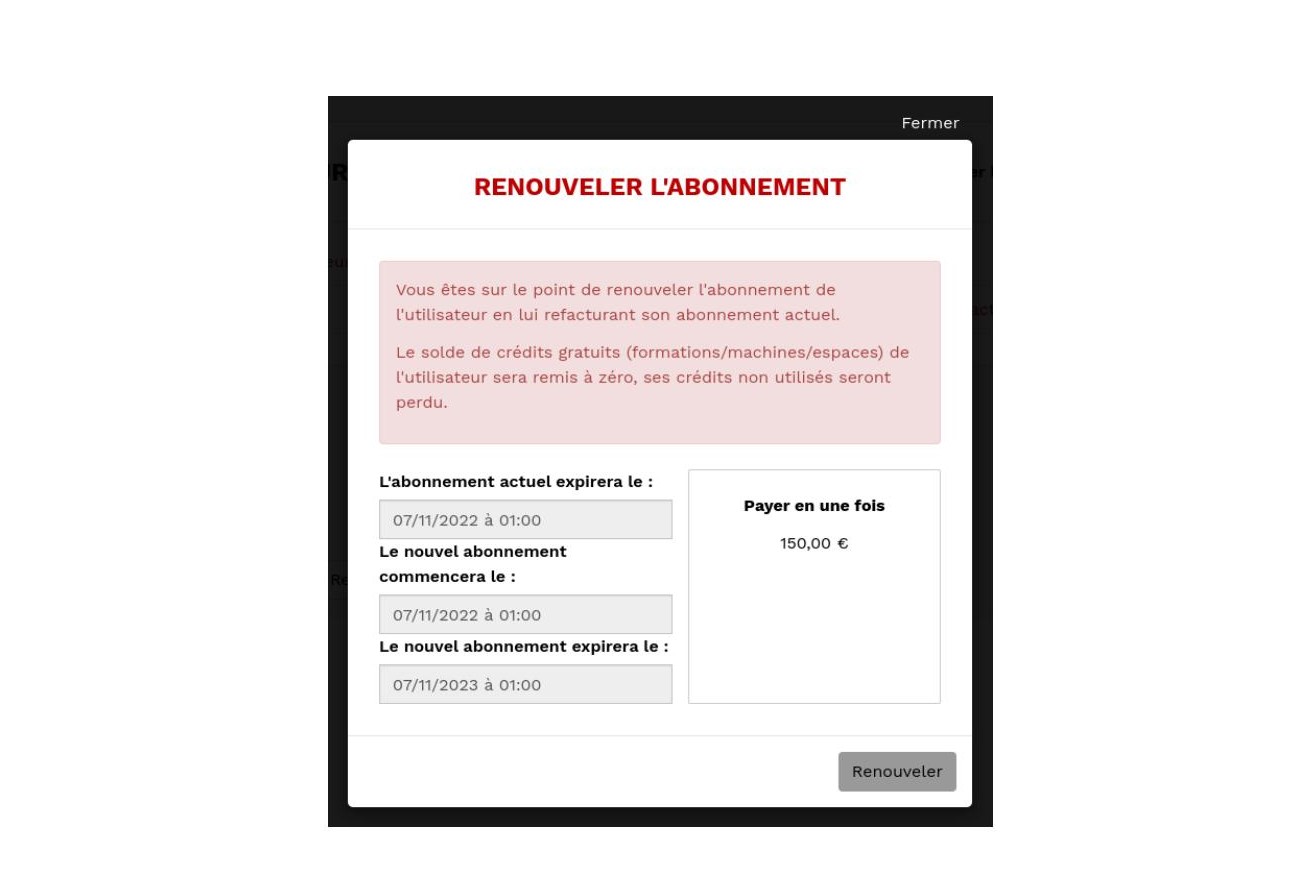 Fermer
RENOUVELER L'ABONNEMENT
Vous êtes sur le point de renouveler l'abonnement de
l'utilisateur en lui refacturant son abonnement actuel.
Le solde de crédits gratuits (formations/machines/espaces) de
l'utilisateur sera remis à zéro, ses crédits non utilisés seront
perdu.
L'abonnement actuel expirera le :
07/11/2022 à 01:00
Le nouvel abonnement
commencera le :
07/11/2022 à 01:00
Le nouvel abonnement expirera le :
07/11/2023 à 01:00
Payer en une fois
150,00 €
Renouveler